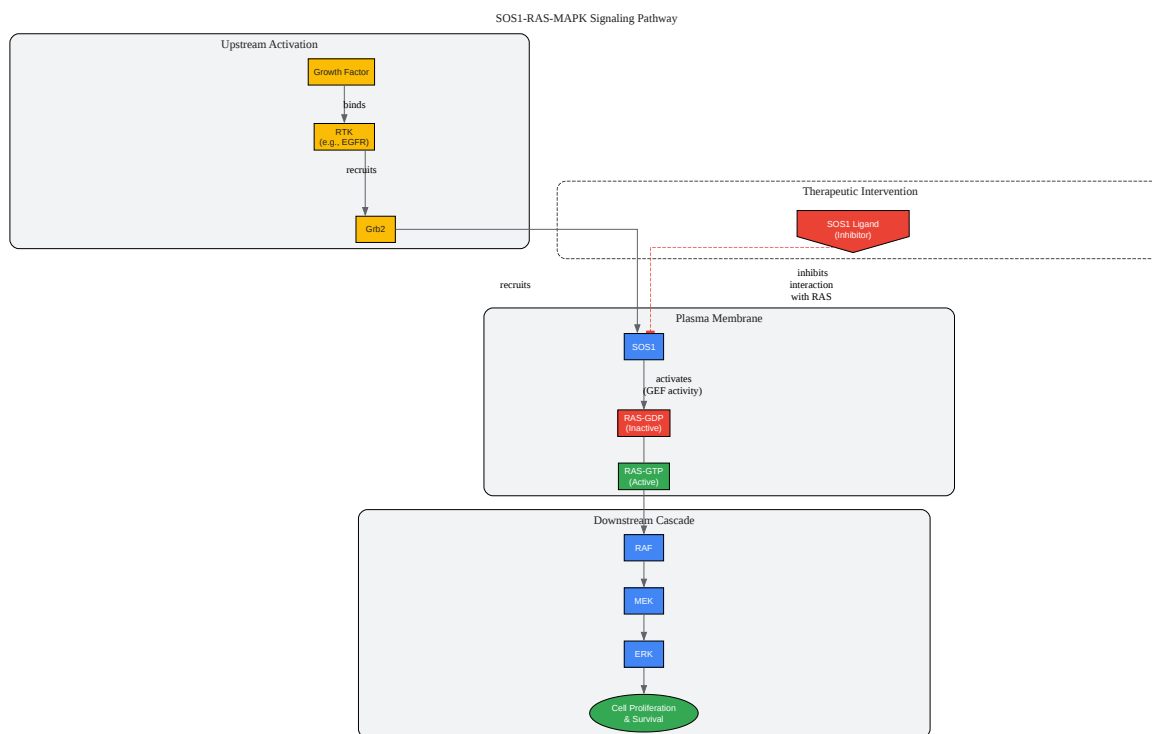 SOS1-RAS-MAPK Signaling Pathway
Upstream Activation
Growth Factor
binds
RTK
(e.g., EGFR)
recruits
Grb2
Therapeutic Intervention
SOS1 Ligand
(Inhibitor)
recruits
inhibits
interaction
with RAS
Plasma Membrane
SOS1
activates
(GEF activity)
RAS-GDP
(Inactive)
RAS-GTP
(Active)
Downstream Cascade
RAF
MEK
ERK
Cell Proliferation
& Survival